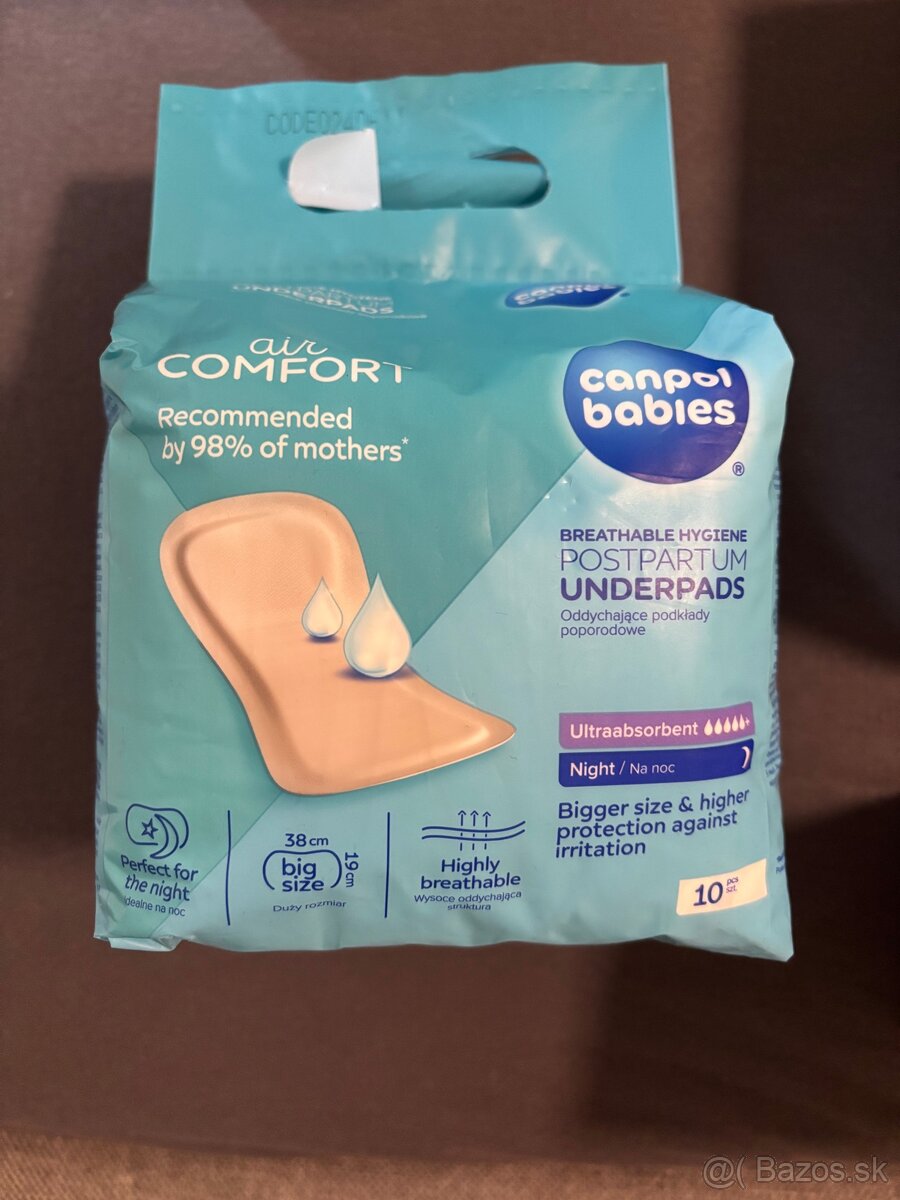 air
COMFORT
Recommended
by 98% of mothers*
UNDERPADS
canpol
babies
canpol
babies
®
BREATHABLE HYGIENE
POSTPARTUM
UNDERPADS
Oddychające podkłady
poporodowe
Ultraabsorbent
Night / Na noc
Bigger size & higher
protection against
irritation
10 pcs
szt.
Perfect for
the night
Idealne na noc
38 cm
big
size
19 cm
Duży rozmiar
Highly
breathable
Wysoce oddychająca
struktura
@( Bazos.sk